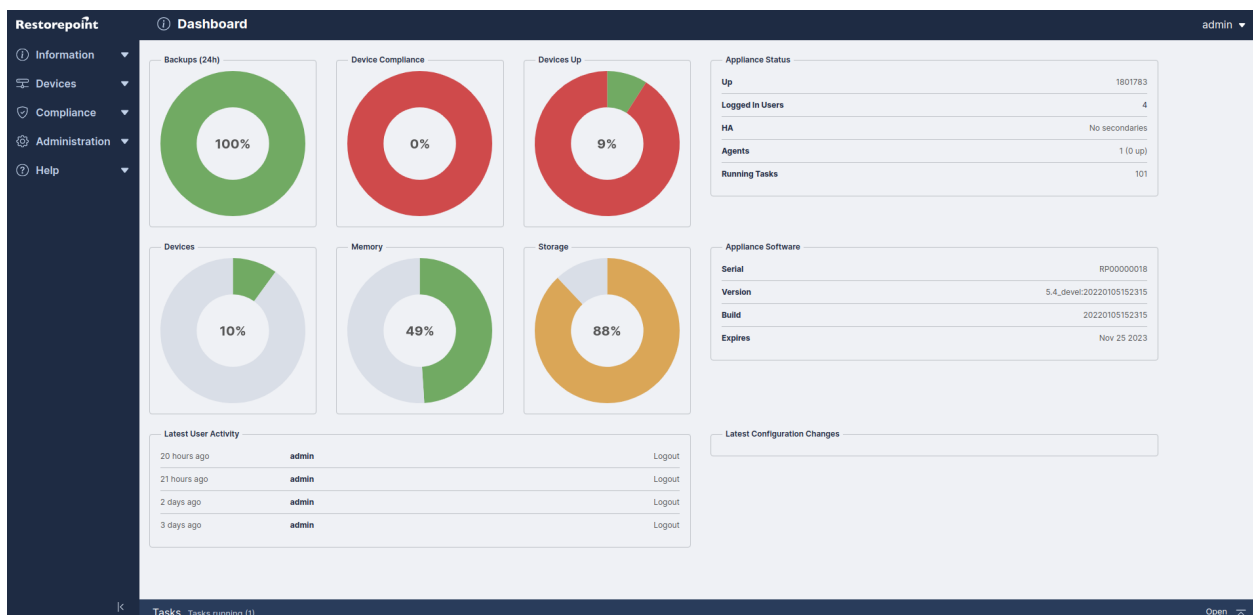 Restorepoint
Dashboard
admin
Information
Devices
Compliance
Administration
Help
Backups (24h)
100%
Device Compliance
0%
Devices Up
9%
Appliance Status
Up 1801783
Logged In Users 4
HA No secondaries
Agents 1 (0 up)
Running Tasks 101
Devices
10%
Memory
49%
Storage
88%
Appliance Software
Serial RP00000018
Version 5.4_devel:20220105152315
Build 20220105152315
Expires Nov 25 2023
Latest User Activity
20 hours ago admin Logout
21 hours ago admin Logout
2 days ago admin Logout
3 days ago admin Logout
Latest Configuration Changes
Tasks Tasks running (1) Open